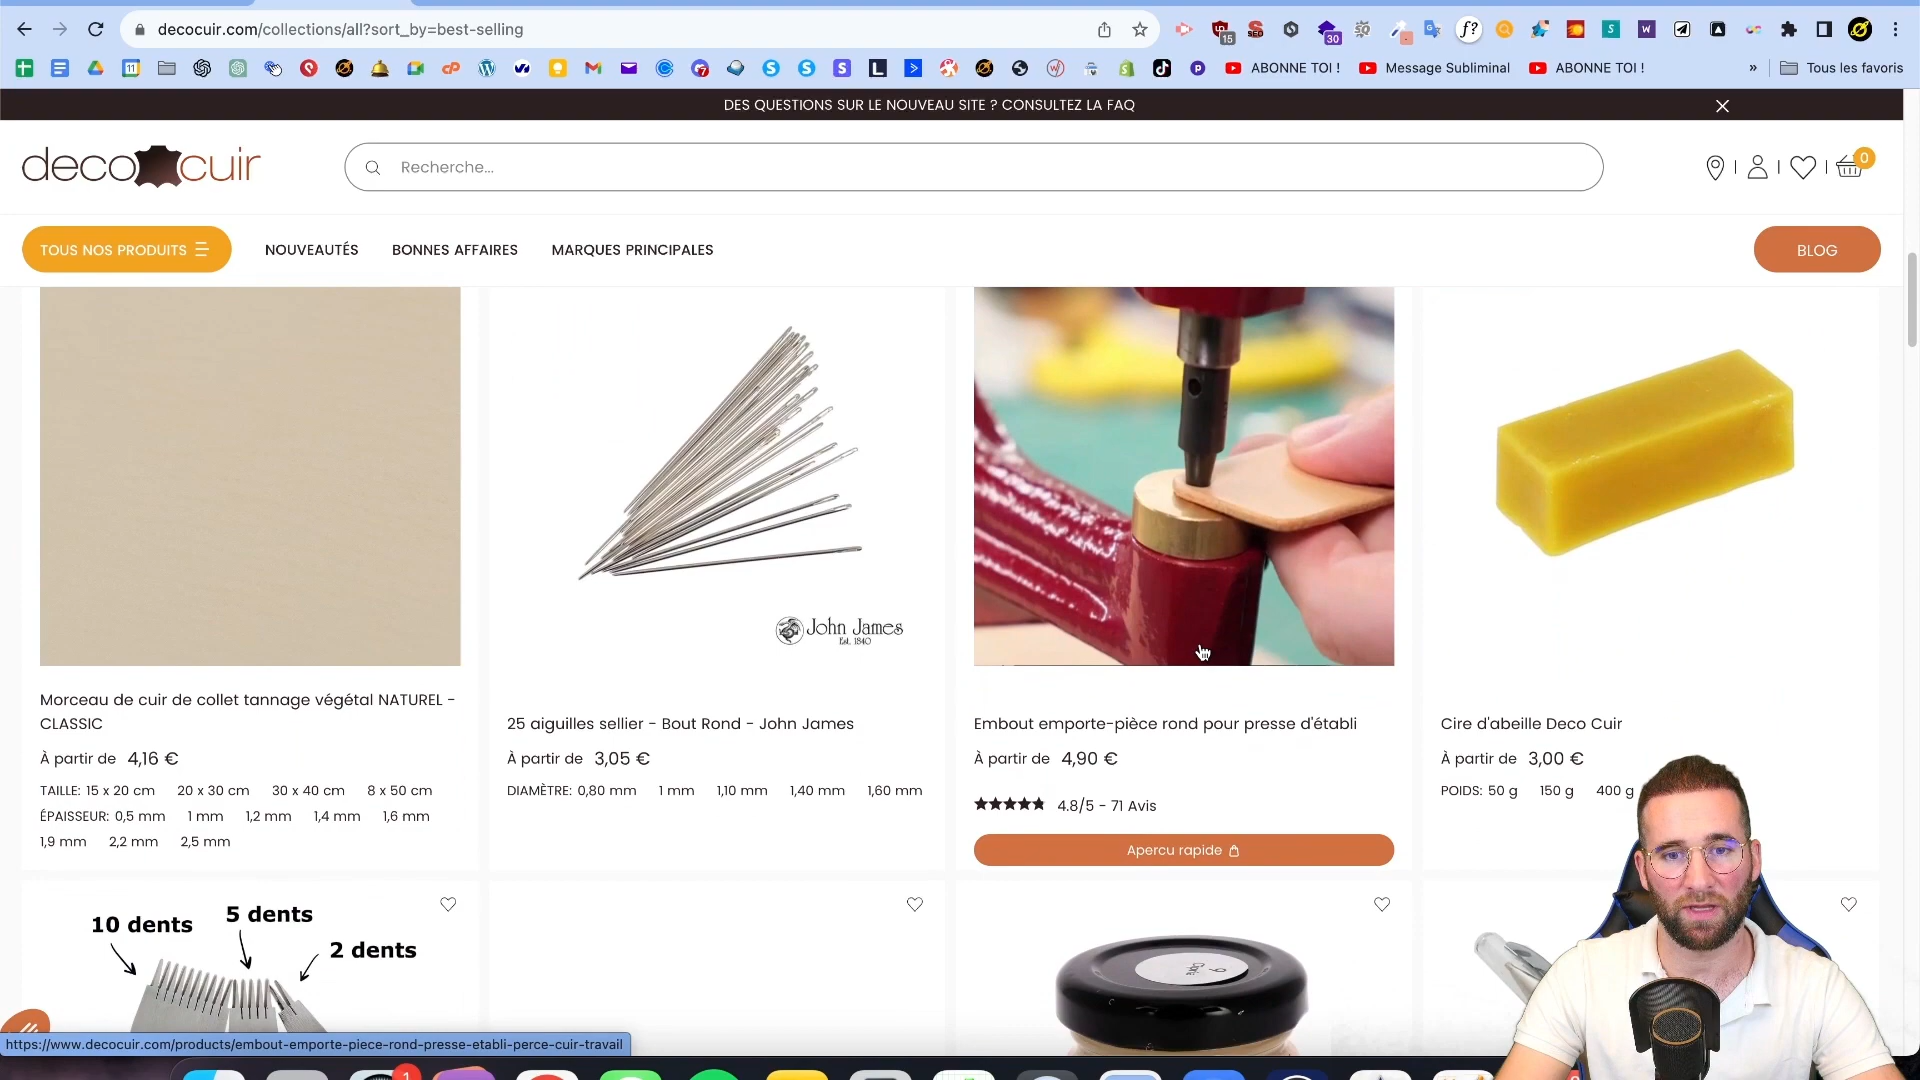 decocuir.com/collections/all?sort_by=best-selling
15
30
f?
S
W
11
ABONNE TOI !
Message Subliminal
ABONNE TOI !
»
Tous les favoris
DES QUESTIONS SUR LE NOUVEAU SITE ? CONSULTEZ LA FAQ
deco cuir
Recherche...
0
TOUS NOS PRODUITS
NOUVEAUTÉS
BONNES AFFAIRES
MARQUES PRINCIPALES
BLOG
John James
Est. 1840
Morceau de cuir de collet tannage végétal NATUREL -
CLASSIC
À partir de 4,16 €
TAILLE: 15 x 20 cm 20 x 30 cm 30 x 40 cm 8 x 50 cm
ÉPAISSEUR: 0,5 mm 1 mm 1,2 mm 1,4 mm 1,6 mm
1,9 mm 2,2 mm 2,5 mm
25 aiguilles sellier - Bout Rond - John James
À partir de 3,05 €
DIAMÈTRE: 0,80 mm 1 mm 1,10 mm 1,40 mm 1,60 mm
Embout emporte-pièce rond pour presse d'établi
À partir de 4,90 €
4.8/5 - 71 Avis
Apercu rapide
Cire d'abeille Deco Cuir
À partir de 3,00 €
POIDS: 50 g 150 g 400 g
10 dents
5 dents
2 dents
https://www.decocuir.com/products/embout-emporte-piece-rond-presse-etabli-perce-cuir-travail
1